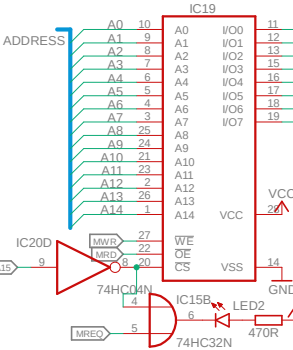 IC19
ADDRESS
A0 10 A0 I/O0 11
A1 9 A1 I/O1 12
A2 8 A2 I/O2 13
A3 7 A3 I/O3 15
A4 6 A4 I/O4 16
A5 5 A5 I/O5 17
A6 4 A6 I/O6 18
A7 3 A7 I/O7 19
A8 25 A8
A9 24 A9
A10 21 A10
A11 23 A11
A12 2 A12
A13 26 A13
A14 1 A14 VCC 28 VCC
MWR 27 WE
IC20D MRD 22 OE
A15 9 8 20 CS VSS 14
74HC04N GND
4 IC15B LED2
6
MREQ 5 470R
74HC32N